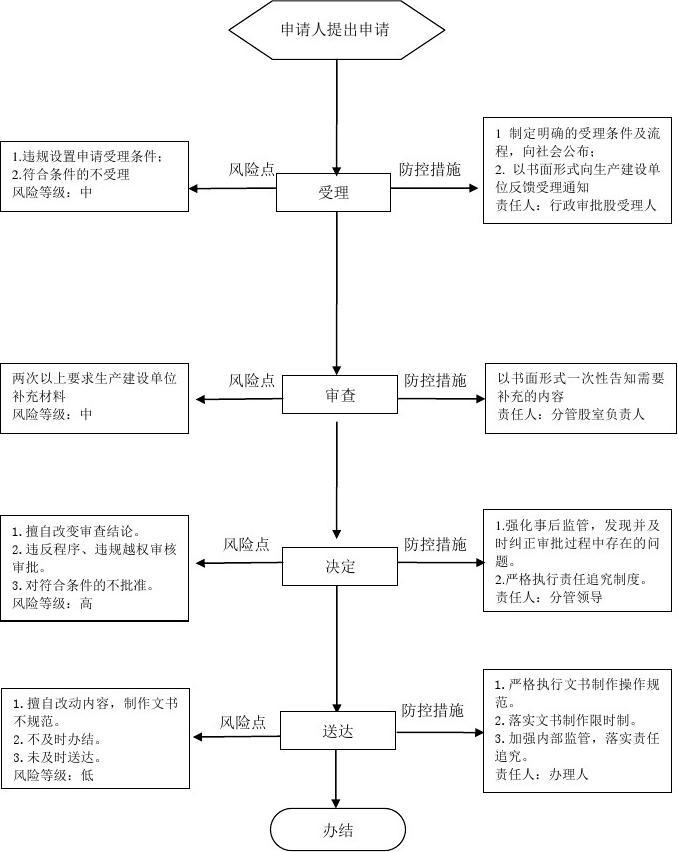 申请人提出申请
1.违规设置申请受理条件；
2.符合条件的不受理
风险等级：中
风险点
受理
防控措施
1 制定明确的受理条件及流
程，向社会公布；
2. 以书面形式向生产建设单
位反馈受理通知
责任人：行政审批股受理人
两次以上要求生产建设单位
补充材料
风险等级：中
风险点
审查
防控措施
以书面形式一次性告知需要
补充的内容
责任人：分管股室负责人
1.擅自改变审查结论。
2.违反程序、违规越权审核
审批。
3.对符合条件的不批准。
风险等级：高
风险点
决定
防控措施
1.强化事后监管，发现并及
时纠正审批过程中存在的问
题。
2.严格执行责任追究制度。
责任人：分管领导
1.擅自改动内容，制作文书
不规范。
2.不及时办结。
3.未及时送达。
风险等级：低
风险点
送达
防控措施
1.严格执行文书制作操作规
范。
2.落实文书制作限时制。
3.加强内部监管，落实责任
追究。
责任人：办理人
办结